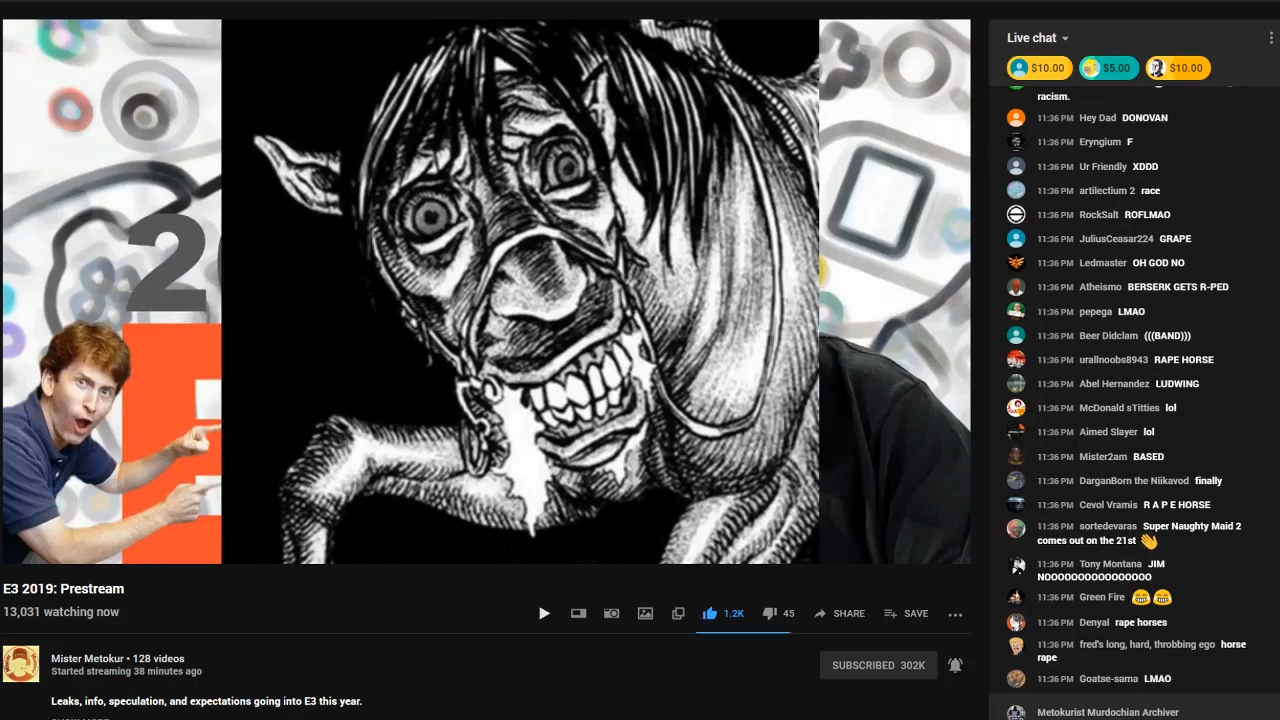 2
Live chat
$10.00
$5.00
$10.00
racism.
11:36 PM Hey Dad DONOVAN
11:36 PM Eryngium F
11:36 PM Ur Friendly XDDD
11:36 PM artilectium 2 race
11:36 PM RockSalt ROFLMAO
11:36 PM JuliusCeasar224 GRAPE
11:36 PM Ledmaster OH GOD NO
11:36 PM Atheismo BERSERK GETS R-PED
11:36 PM pepega LMAO
11:36 PM Beer Didclam (((BAND)))
11:36 PM urallnoobs8943 RAPE HORSE
11:36 PM Abel Hernandez LUDWING
11:36 PM McDonald sTitties lol
11:36 PM Aimed Slayer lol
11:36 PM Mister2am BASED
11:36 PM DarganBorn the Niikavod finally
11:36 PM Cevol Vramis R A P E HORSE
11:36 PM sortedevaras Super Naughty Maid 2
comes out on the 21st 👋
11:36 PM Tony Montana JIM
NOOOOOOOOOOOOOOOO
11:36 PM Green Fire 😂😂
11:36 PM Denyal rape horses
11:36 PM fred's long, hard, throbbing ego horse
rape
11:36 PM Goatse-sama LMAO
Metokurist Murdochian Archiver
E3 2019: Prestream
13,031 watching now
1.2K
45
SHARE
SAVE
Mister Metokur • 128 videos
Started streaming 38 minutes ago
SUBSCRIBED 302K
Leaks, info, speculation, and expectations going into E3 this year.